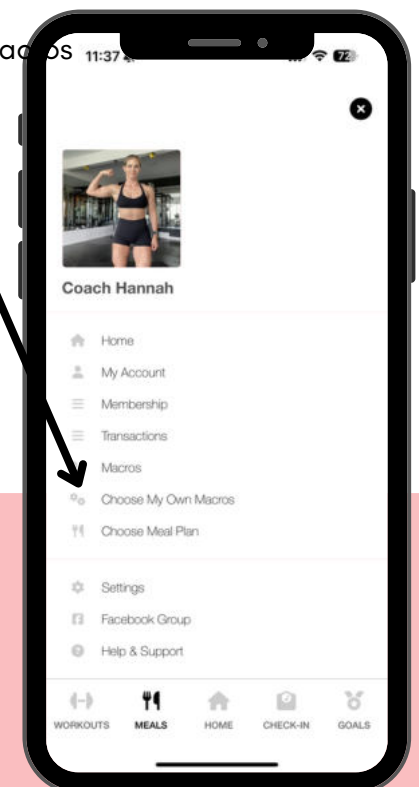 11:37
72
Coach Hannah
Home
My Account
Membership
Transactions
Macros
Choose My Own Macros
Choose Meal Plan
Settings
Facebook Group
Help & Support
WORKOUTS MEALS HOME CHECK-IN GOALS